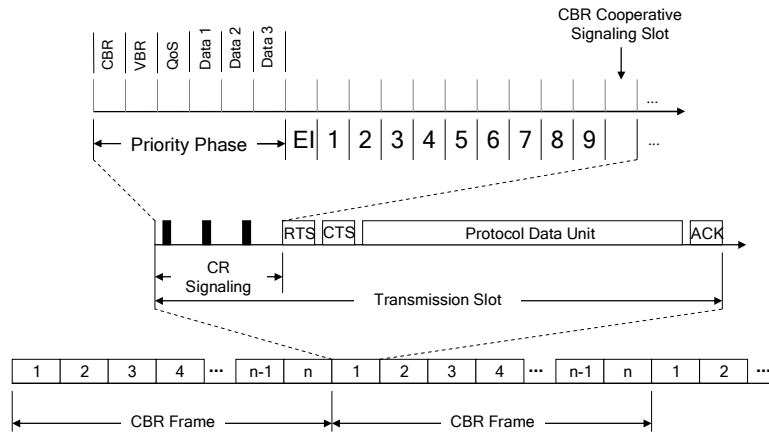 CBR Cooperative
Signaling Slot
CBR
VBR
QoS
Data 1
Data 2
Data 3
...
Priority Phase
EI 1 2 3 4 5 6 7 8 9 ...
RTS CTS Protocol Data Unit ACK
CR
Signaling
Transmission Slot
1 2 3 4 ... n-1 n 1 2 3 4 ... n-1 n 1 2 ...
CBR Frame CBR Frame